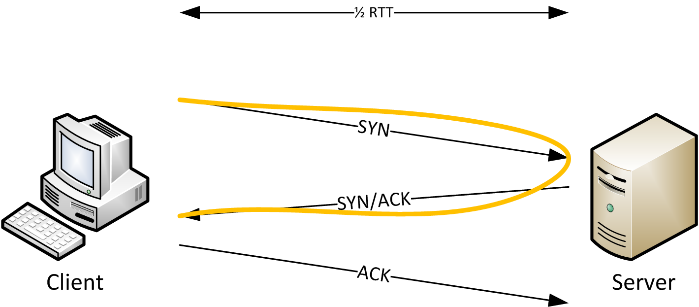 ½ RTT
SYN
SYN/ACK
ACK
Client
Server